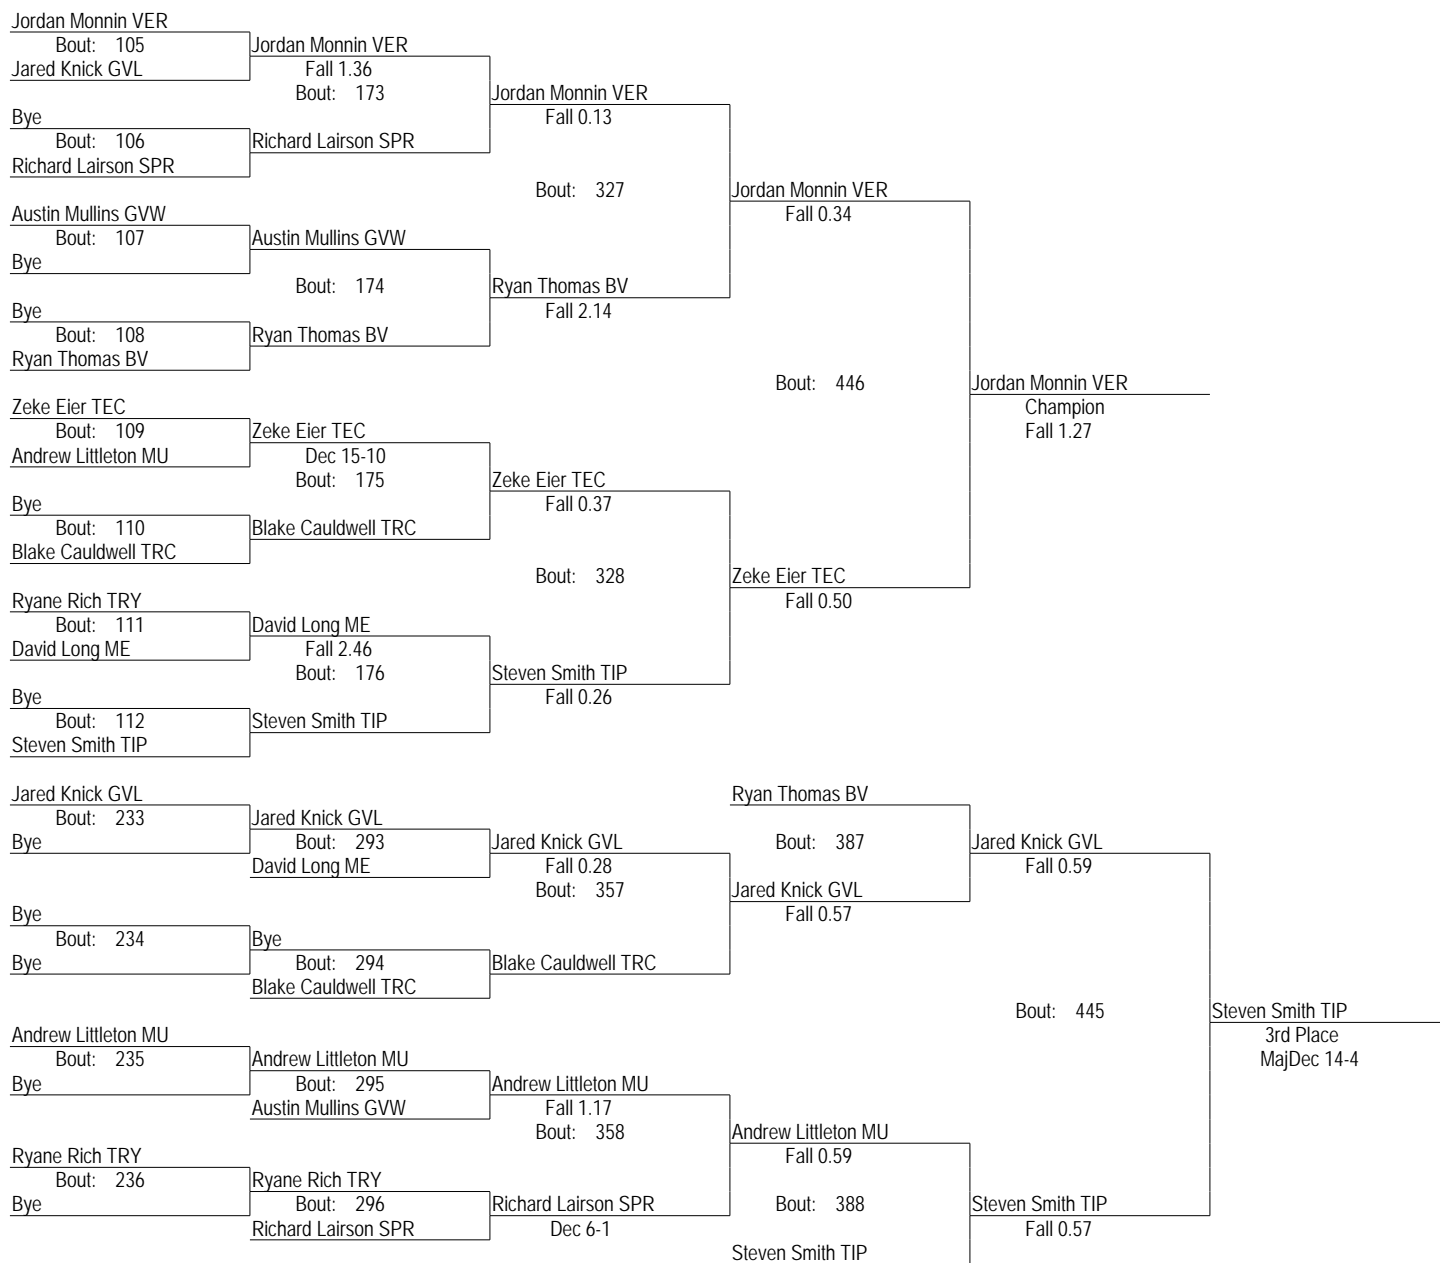 Jordan Monnin VER
Bout: 105
Jordan Monnin VER
Jared Knick GVL
Fall 1.36
Bout: 173
Jordan Monnin VER
Bye
Fall 0.13
Bout: 106
Richard Lairson SPR
Richard Lairson SPR
Bout: 327
Jordan Monnin VER
Austin Mullins GVW
Fall 0.34
Bout: 107
Austin Mullins GVW
Bye
Bout: 174
Ryan Thomas BV
Bye
Fall 2.14
Bout: 108
Ryan Thomas BV
Ryan Thomas BV
Bout: 446
Jordan Monnin VER
Zeke Eier TEC
Champion
Bout: 109
Zeke Eier TEC
Fall 1.27
Andrew Littleton MU
Dec 15-10
Bout: 175
Zeke Eier TEC
Bye
Fall 0.37
Bout: 110
Blake Cauldwell TRC
Blake Cauldwell TRC
Bout: 328
Zeke Eier TEC
Ryane Rich TRY
Fall 0.50
Bout: 111
David Long ME
David Long ME
Fall 2.46
Bout: 176
Steven Smith TIP
Bye
Fall 0.26
Bout: 112
Steven Smith TIP
Steven Smith TIP
Jared Knick GVL
Ryan Thomas BV
Bout: 233
Jared Knick GVL
Bye
Bout: 293
Jared Knick GVL
Bout: 387
Jared Knick GVL
David Long ME
Fall 0.28
Fall 0.59
Bout: 357
Jared Knick GVL
Bye
Fall 0.57
Bout: 234
Bye
Bye
Bout: 294
Blake Cauldwell TRC
Blake Cauldwell TRC
Bout: 445
Steven Smith TIP
Andrew Littleton MU
3rd Place
Bout: 235
Andrew Littleton MU
MajDec 14-4
Bye
Bout: 295
Andrew Littleton MU
Austin Mullins GVW
Fall 1.17
Bout: 358
Andrew Littleton MU
Ryane Rich TRY
Fall 0.59
Bout: 236
Ryane Rich TRY
Bye
Bout: 296
Richard Lairson SPR
Bout: 388
Steven Smith TIP
Richard Lairson SPR
Dec 6-1
Fall 0.57
Steven Smith TIP